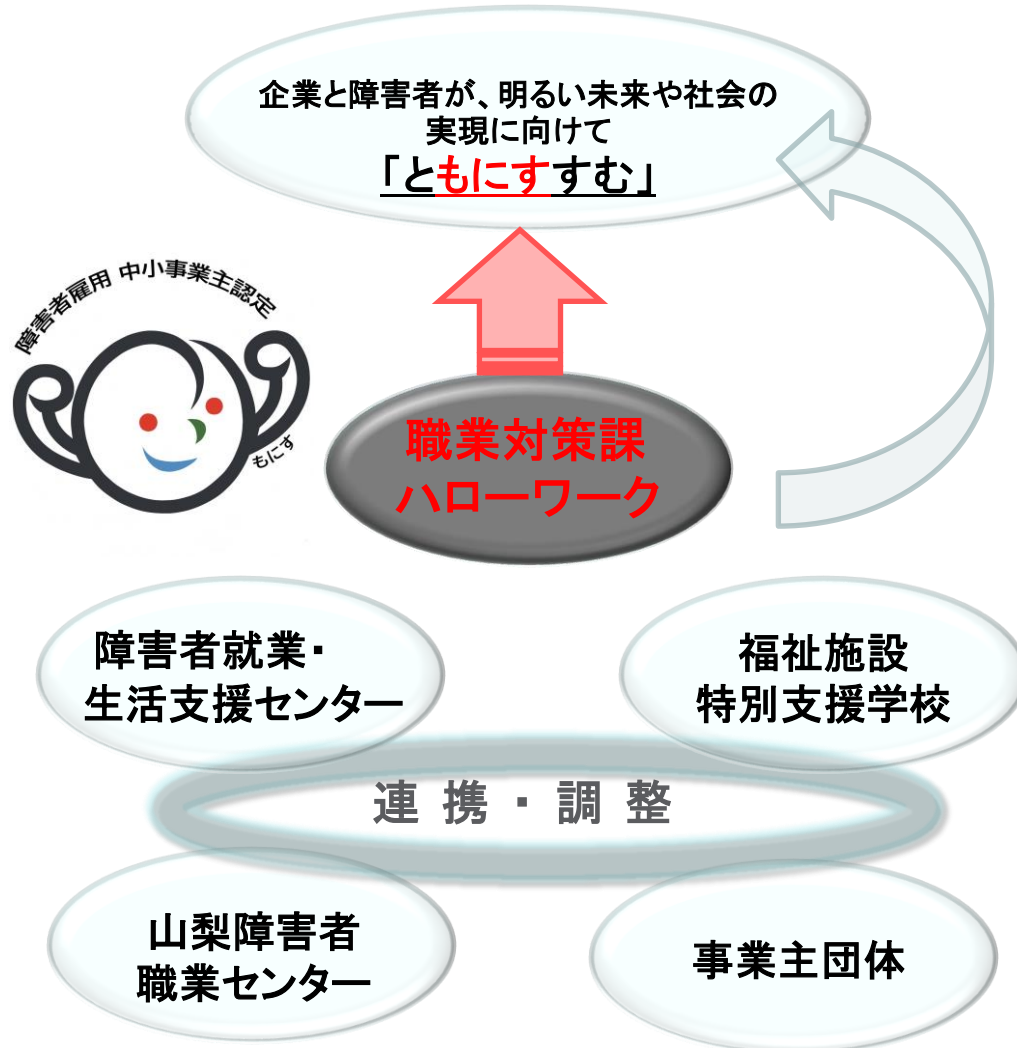 企業と障害者が、明るい未来や社会の
実現に向けて
「ともにすすむ」
障害者雇用 中小事業主認定
もにす
職業対策課
ハローワーク
障害者就業・
生活支援センター
福祉施設
特別支援学校
連携・調整
山梨障害者
職業センター
事業主団体